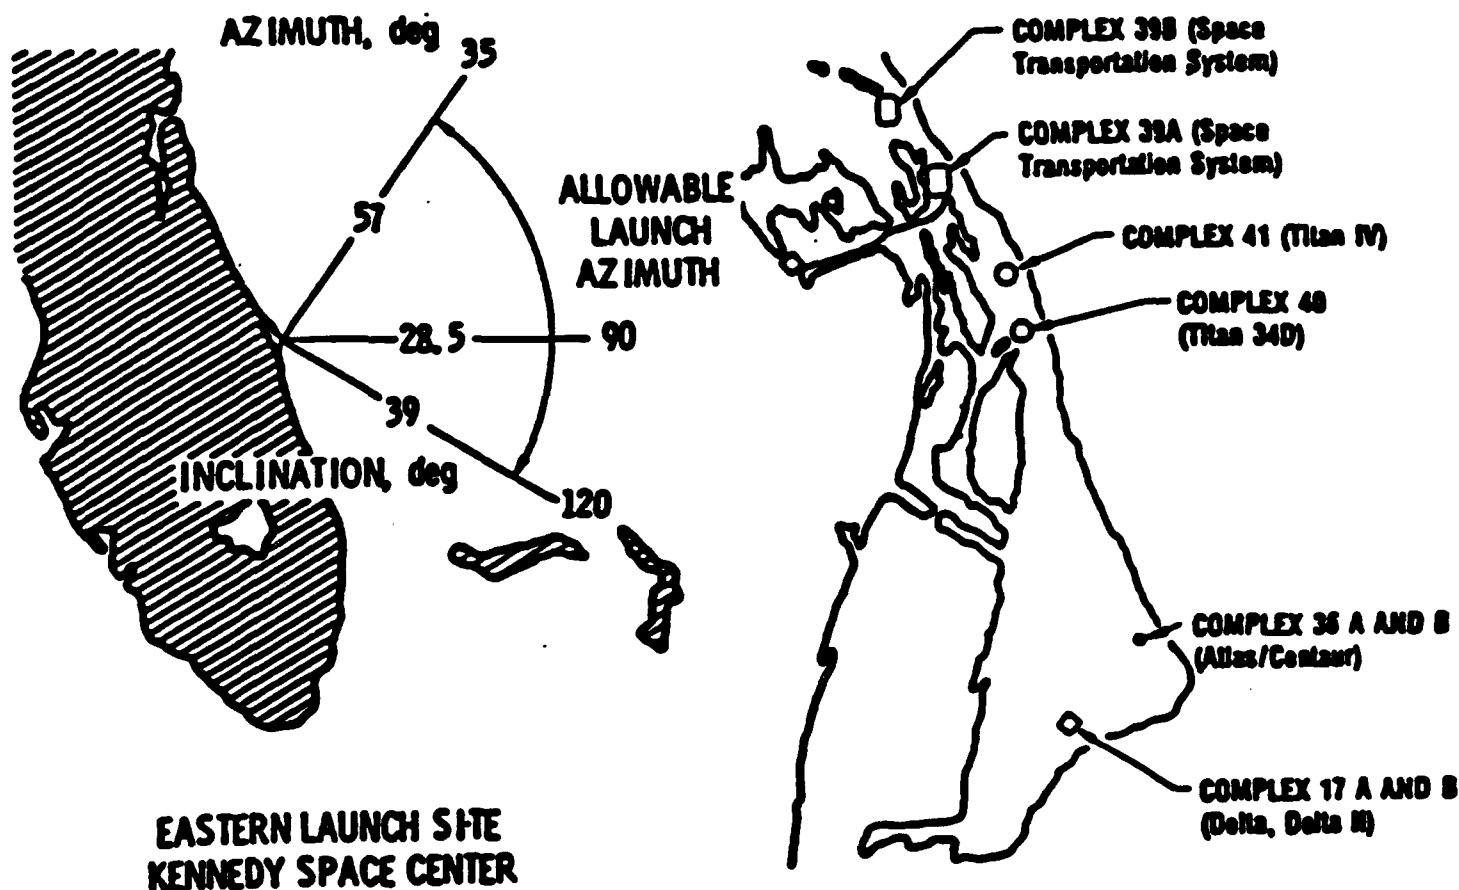 AZIMUTH, deg
35
57
ALLOWABLE
LAUNCH
AZIMUTH
28.5
90
39
INCLINATION, deg
120
EASTERN LAUNCH SITE
KENNEDY SPACE CENTER
COMPLEX 39B (Space
Transportation System)
COMPLEX 39A (Space
Transportation System)
COMPLEX 41 (Titan IV)
COMPLEX 40
(Titan 34D)
COMPLEX 36 A AND B
(Atlas/Centaur)
COMPLEX 17 A AND B
(Delta, Delta II)